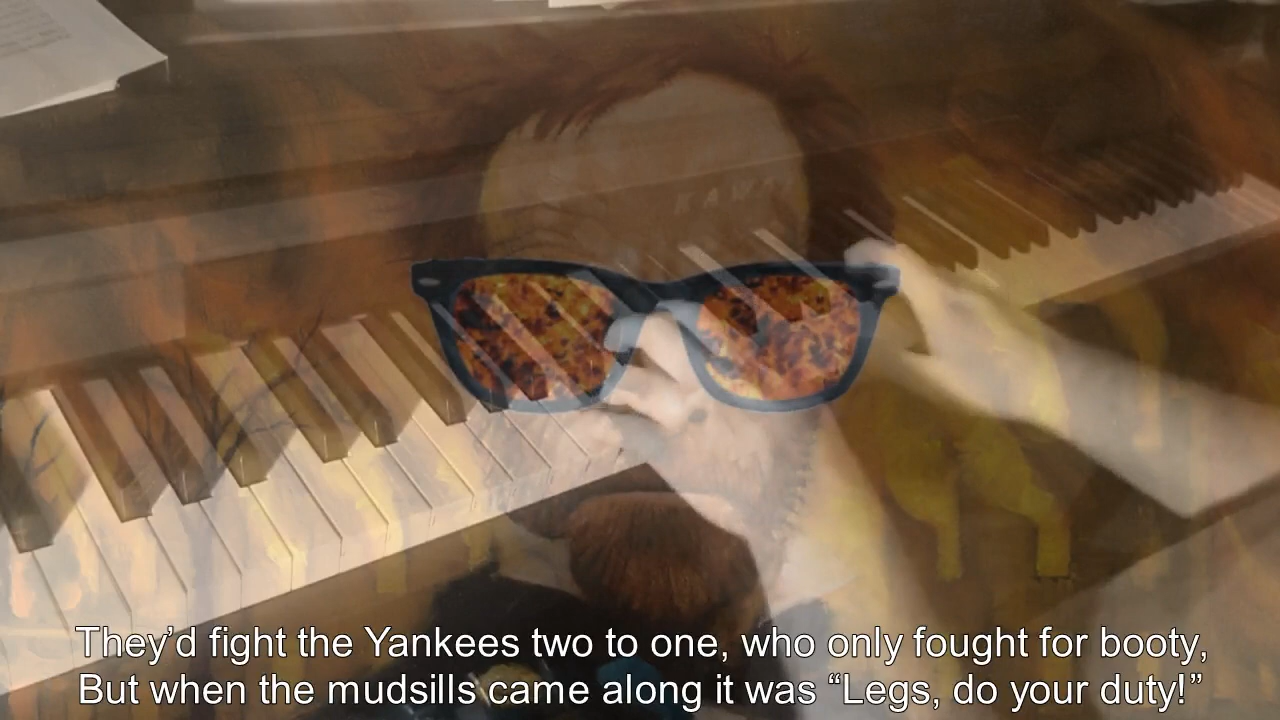 KAWAI
They’d fight the Yankees two to one, who only fought for booty,
But when the mudsills came along it was “Legs, do your duty!”